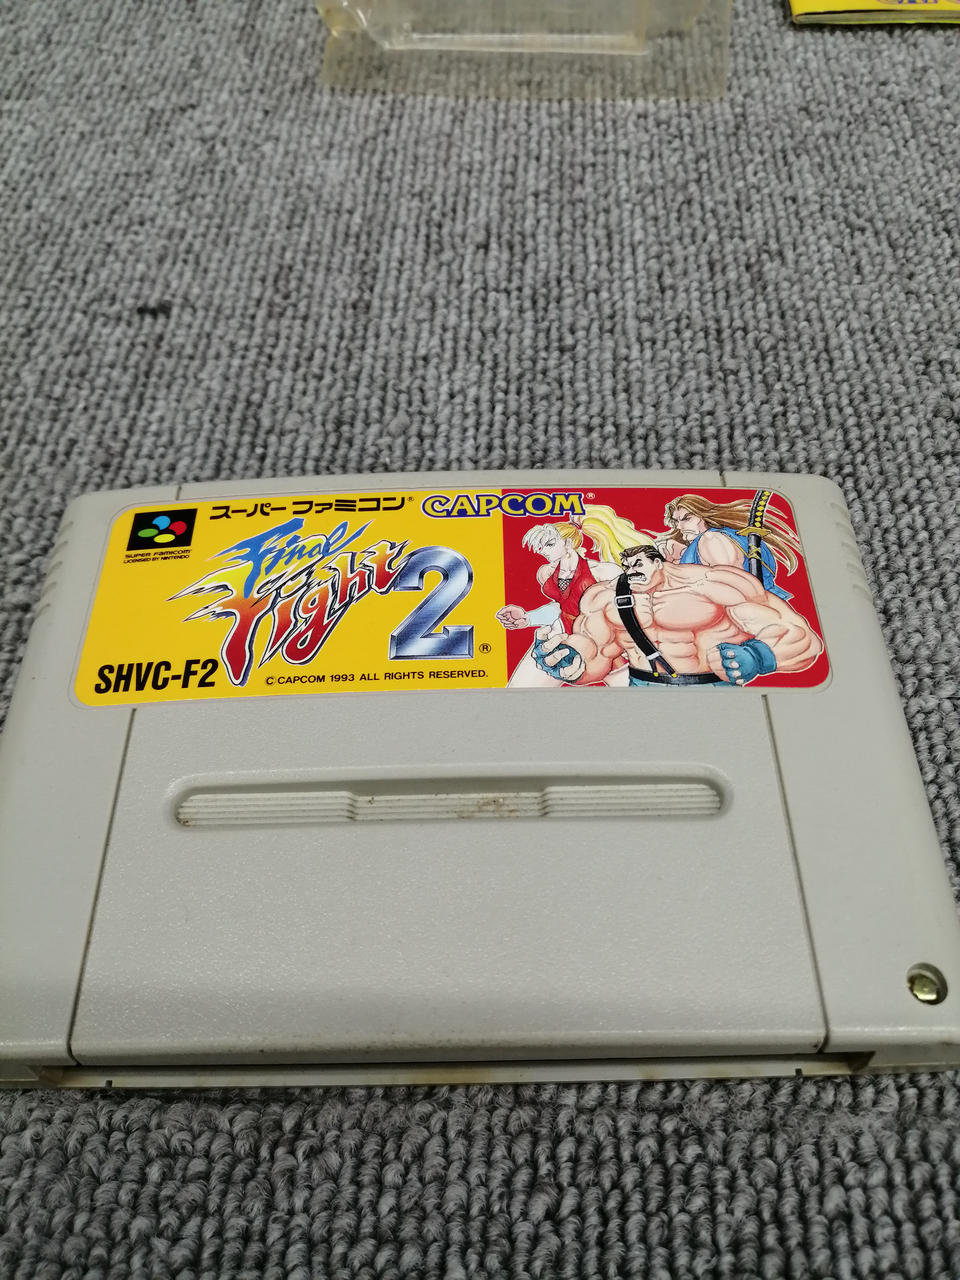 スーパーファミコン®
CAPCOM®
SUPER FAMICOM™
LICENSED BY NINTENDO
Final
Fight 2®
SHVC-F2
© CAPCOM 1993 ALL RIGHTS RESERVED.